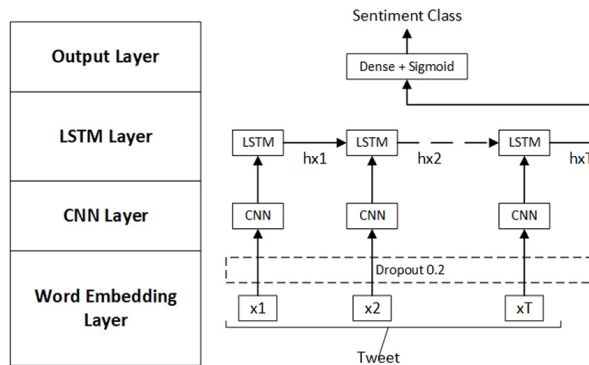 Output Layer
LSTM Layer
CNN Layer
Word Embedding
Layer
Sentiment Class
Dense + Sigmoid
LSTM
hx1
LSTM
hx2
LSTM
hxT
CNN
CNN
CNN
Dropout 0.2
x1
x2
xT
Tweet